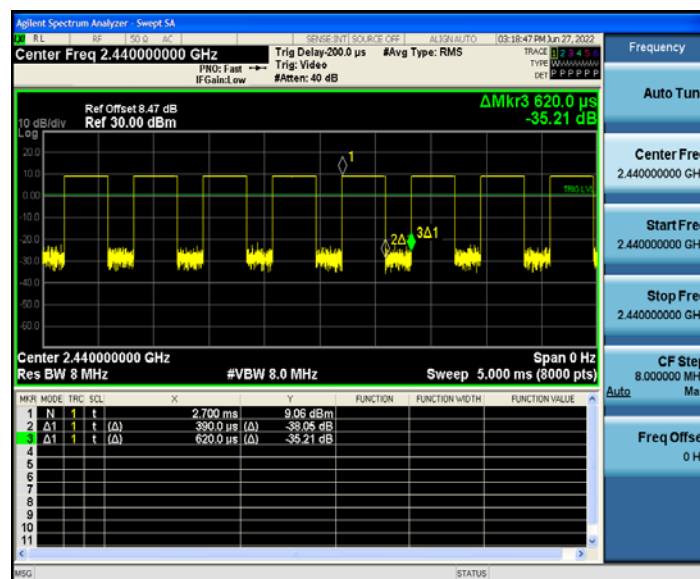 Agilent Spectrum Analyzer - Swept SA
RL RF 50 Ω AC SENSE:INT SOURCE OFF ALIGN AUTO 03:18:47 PM Jun 27, 2022
Center Freq 2.440000000 GHz Trig Delay-200.0 µs #Avg Type: RMS TRACE 1 2 3 4 5 6
PNO: Fast Trig: Video TYPE WWWWWW
IFGain:Low #Atten: 40 dB DET P P P P P P
ΔMkr3 620.0 µs
-35.21 dB
Ref Offset 8.47 dB
10 dB/div Ref 30.00 dBm
Log
20.0
10.0
0.00
-10.0
-20.0
-30.0
-40.0
-50.0
-60.0
1
TRIG LVL
2Δ 3Δ1
Center 2.440000000 GHz Span 0 Hz
Res BW 8 MHz #VBW 8.0 MHz Sweep 5.000 ms (8000 pts)
MKR MODE TRC SCL X Y FUNCTION FUNCTION WIDTH FUNCTION VALUE
1 N 1 t 2.700 ms 9.06 dBm
2 Δ1 1 t (Δ) 390.0 µs (Δ) -38.05 dB
3 Δ1 1 t (Δ) 620.0 µs (Δ) -35.21 dB
4
5
6
7
8
9
10
11
MSG STATUS
Frequency
Auto Tun
Center Fre
2.440000000 GH
Start Fre
2.440000000 GH
Stop Fre
2.440000000 GH
CF Step
8.000000 MH
Auto Ma
Freq Offse
0 H